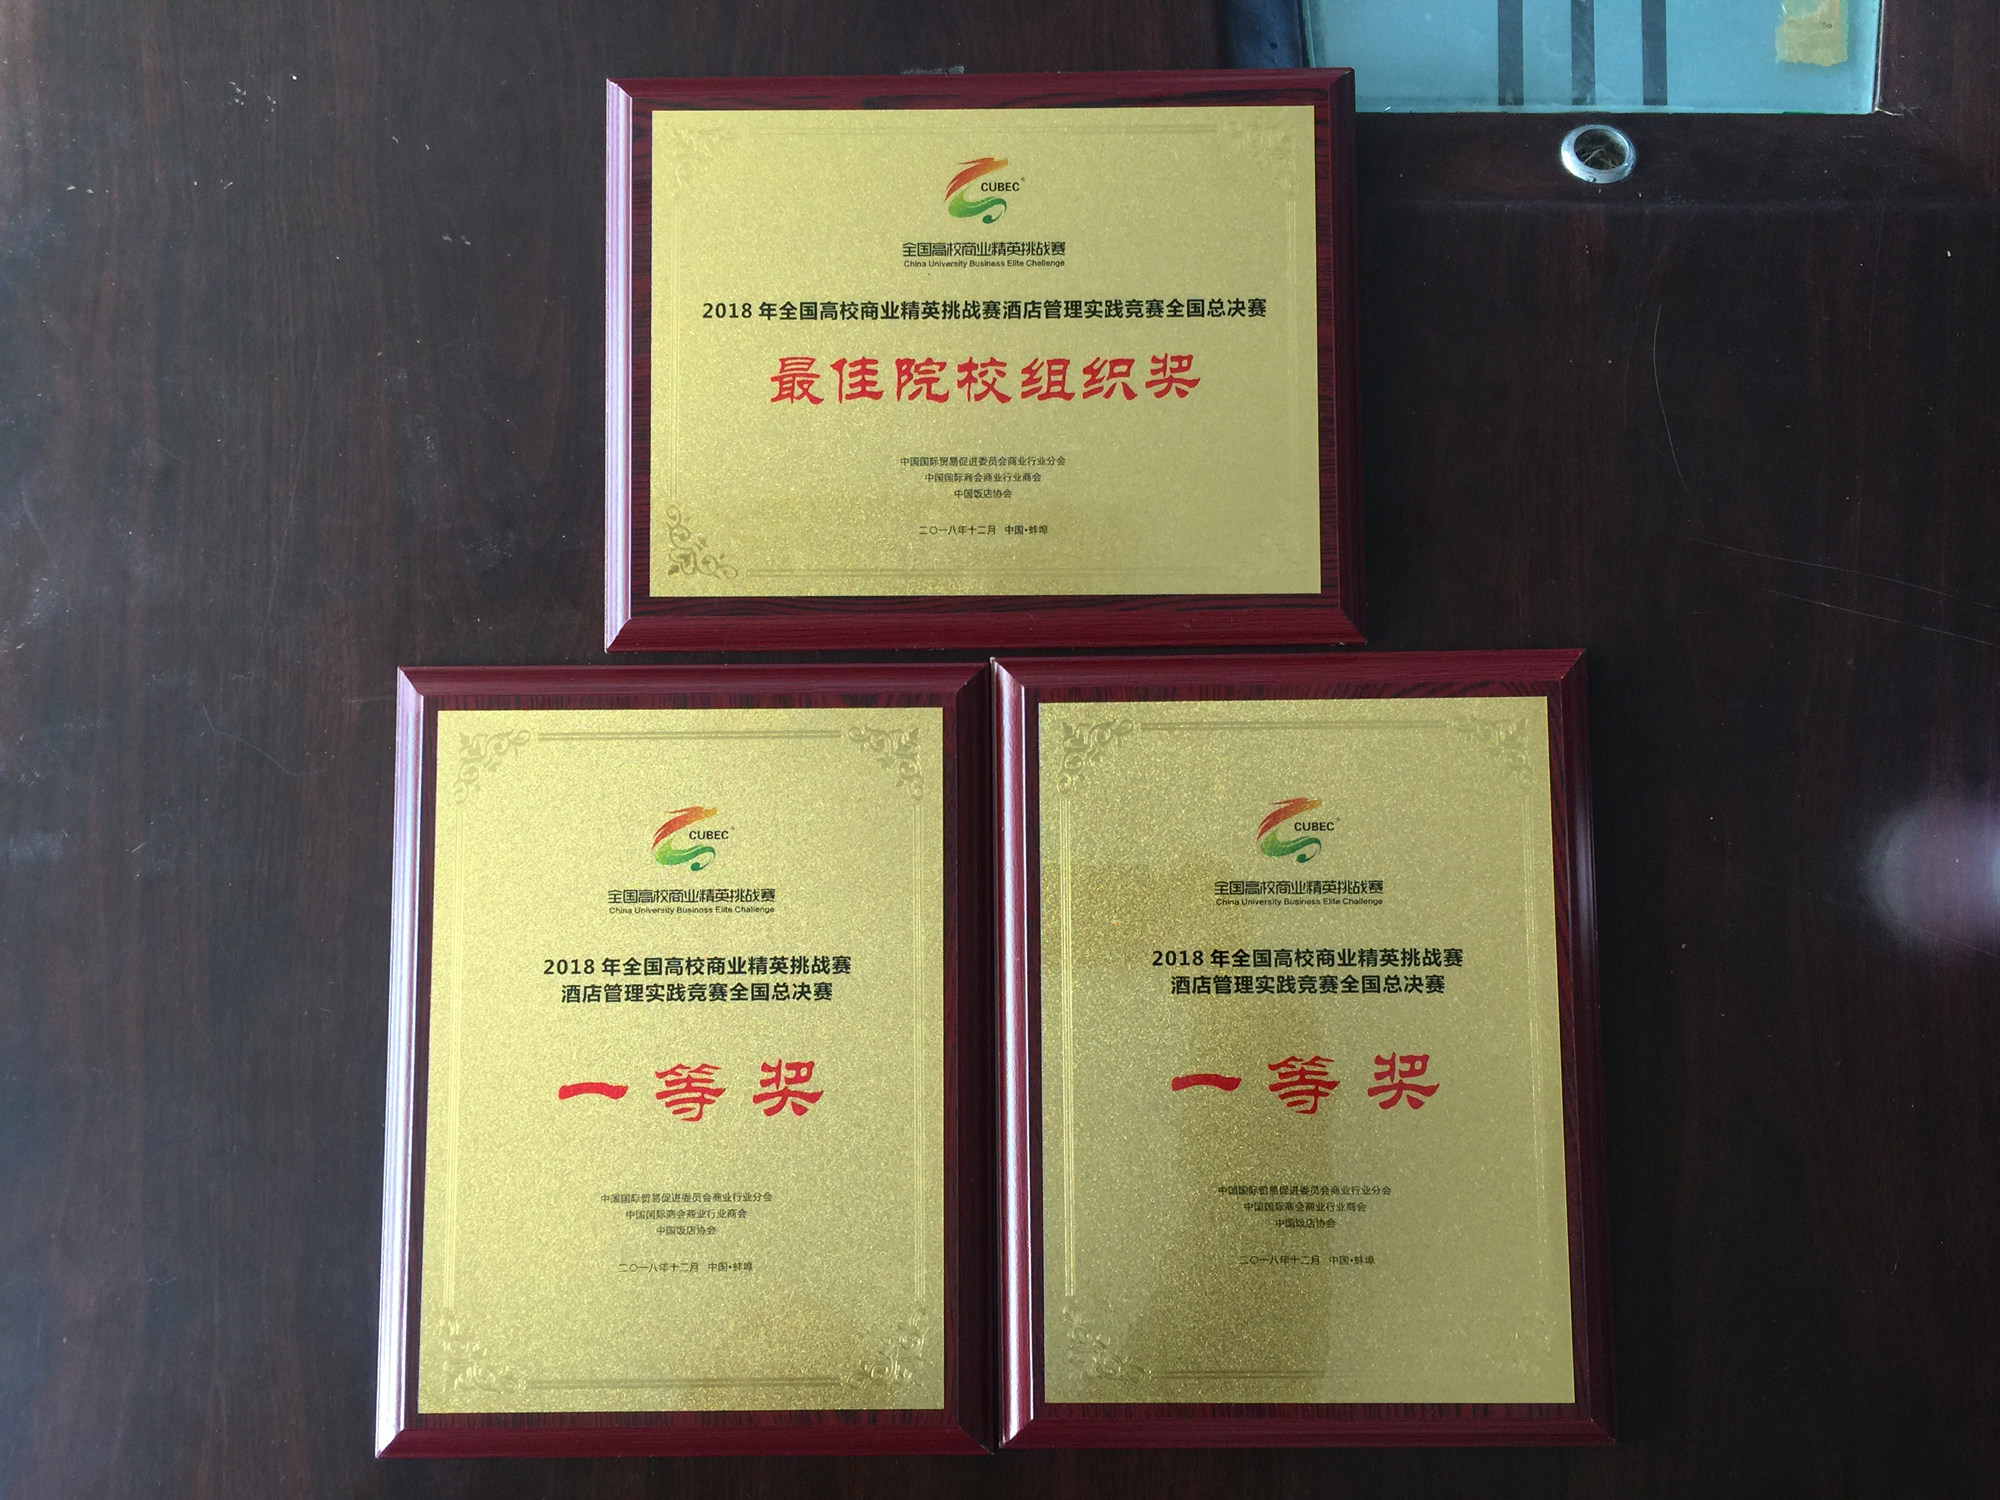 CUBEC
全国高校商业精英挑战赛
China University Business Elite Challenge
2018 年全国高校商业精英挑战赛酒店管理实践竞赛全国总决赛
最佳院校组织奖
中国国际贸易促进委员会商业行业分会
中国国际商会商业行业商会
中国饭店协会
二〇一八年十二月 中国•蚌埠
CUBEC
全国高校商业精英挑战赛
China University Business Elite Challenge
2018 年全国高校商业精英挑战赛
酒店管理实践竞赛全国总决赛
一等奖
中国国际贸易促进委员会商业行业分会
中国国际商会商业行业商会
中国饭店协会
二〇一八年十二月 中国•蚌埠
CUBEC
全国高校商业精英挑战赛
China University Business Elite Challenge
2018 年全国高校商业精英挑战赛
酒店管理实践竞赛全国总决赛
一等奖
中国国际贸易促进委员会商业行业分会
中国国际商会商业行业商会
中国饭店协会
二〇一八年十二月 中国•蚌埠